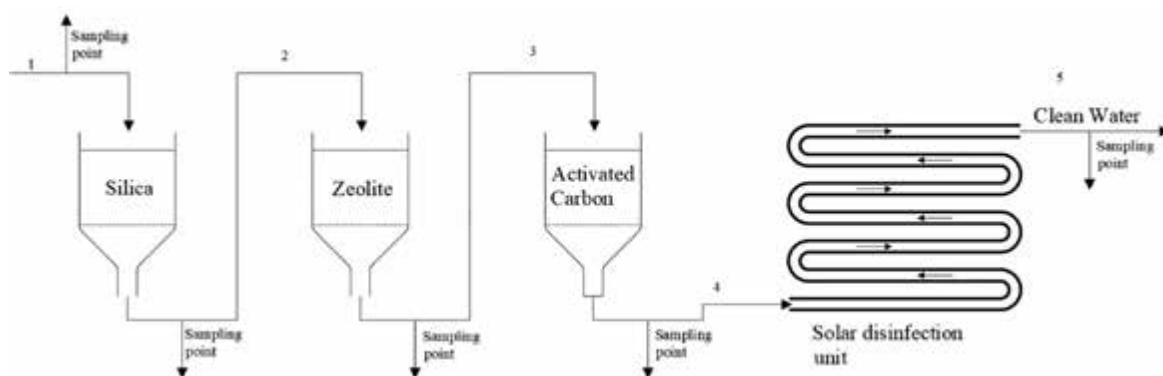 Sampling
point
1
2
3
5
Clean Water
Sampling
point
Silica
Zeolite
Activated
Carbon
4
Sampling
point
Sampling
point
Sampling
point
Solar disinfection
unit